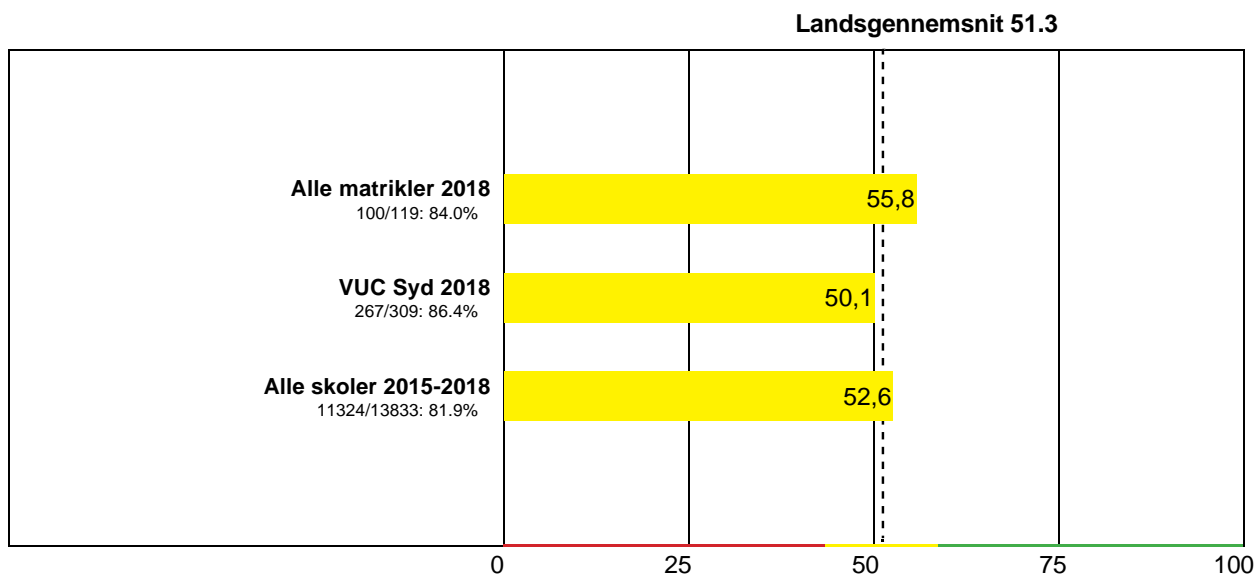 Landsgennemsnit 51.3
Alle matrikler 2018
100/119: 84.0%
55,8
VUC Syd 2018
267/309: 86.4%
50,1
Alle skoler 2015-2018
11324/13833: 81.9%
52,6
0 25 50 75 100